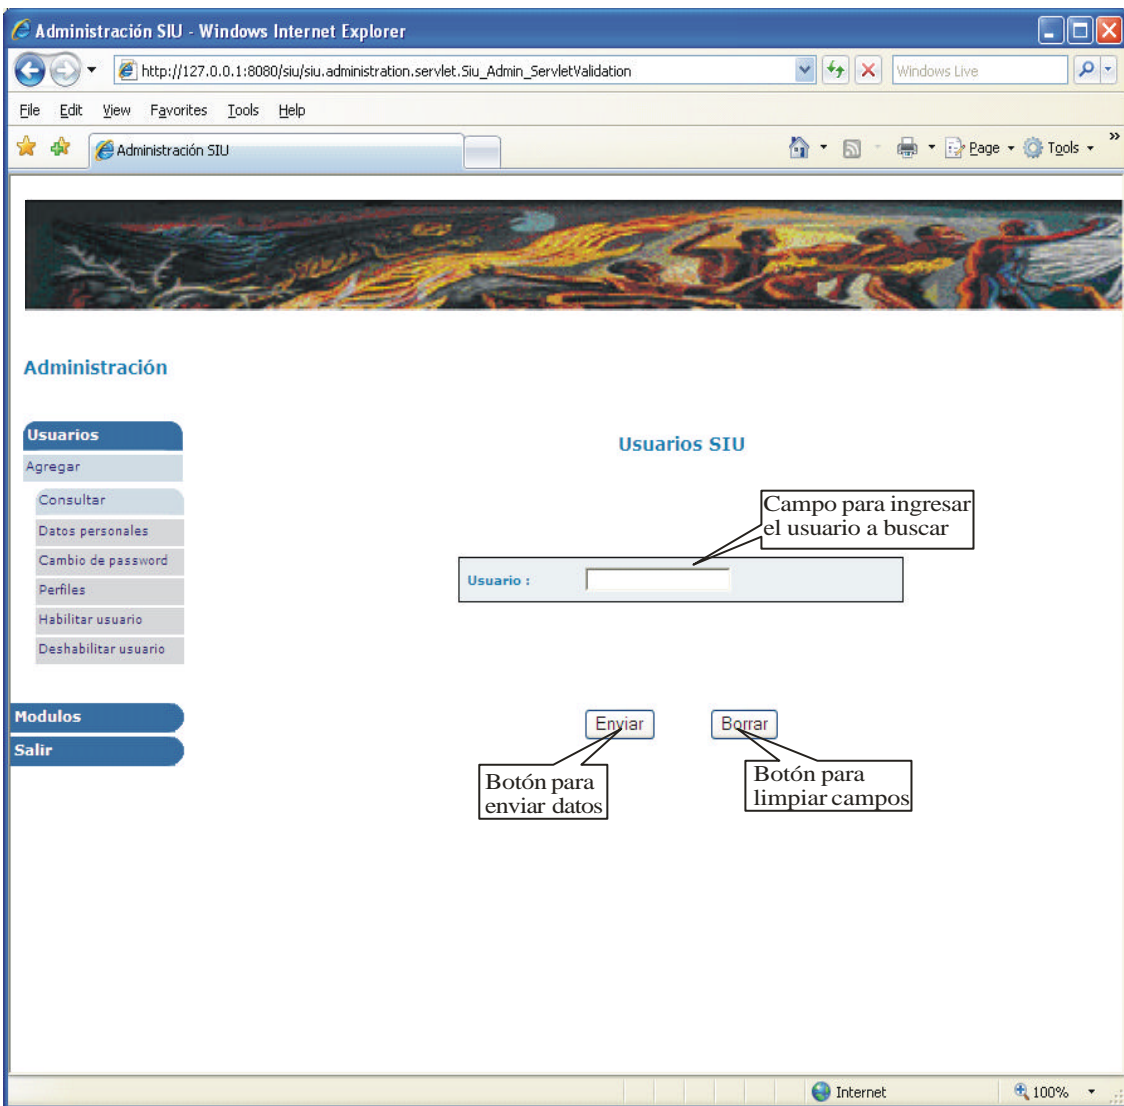 Administración SIU - Windows Internet Explorer
http://127.0.0.1:8080/siu/siu.administration.servlet.Siu_Admin_ServletValidation
Windows Live
File Edit View Favorites Tools Help
Administración SIU
Page Tools »
Administración
Usuarios
Agregar
Consultar
Datos personales
Cambio de password
Perfiles
Habilitar usuario
Deshabilitar usuario
Modulos
Salir
Usuarios SIU
Campo para ingresar
el usuario a buscar
Usuario :
Enviar Borrar
Botón para
enviar datos
Botón para
limpiar campos
Internet 100%